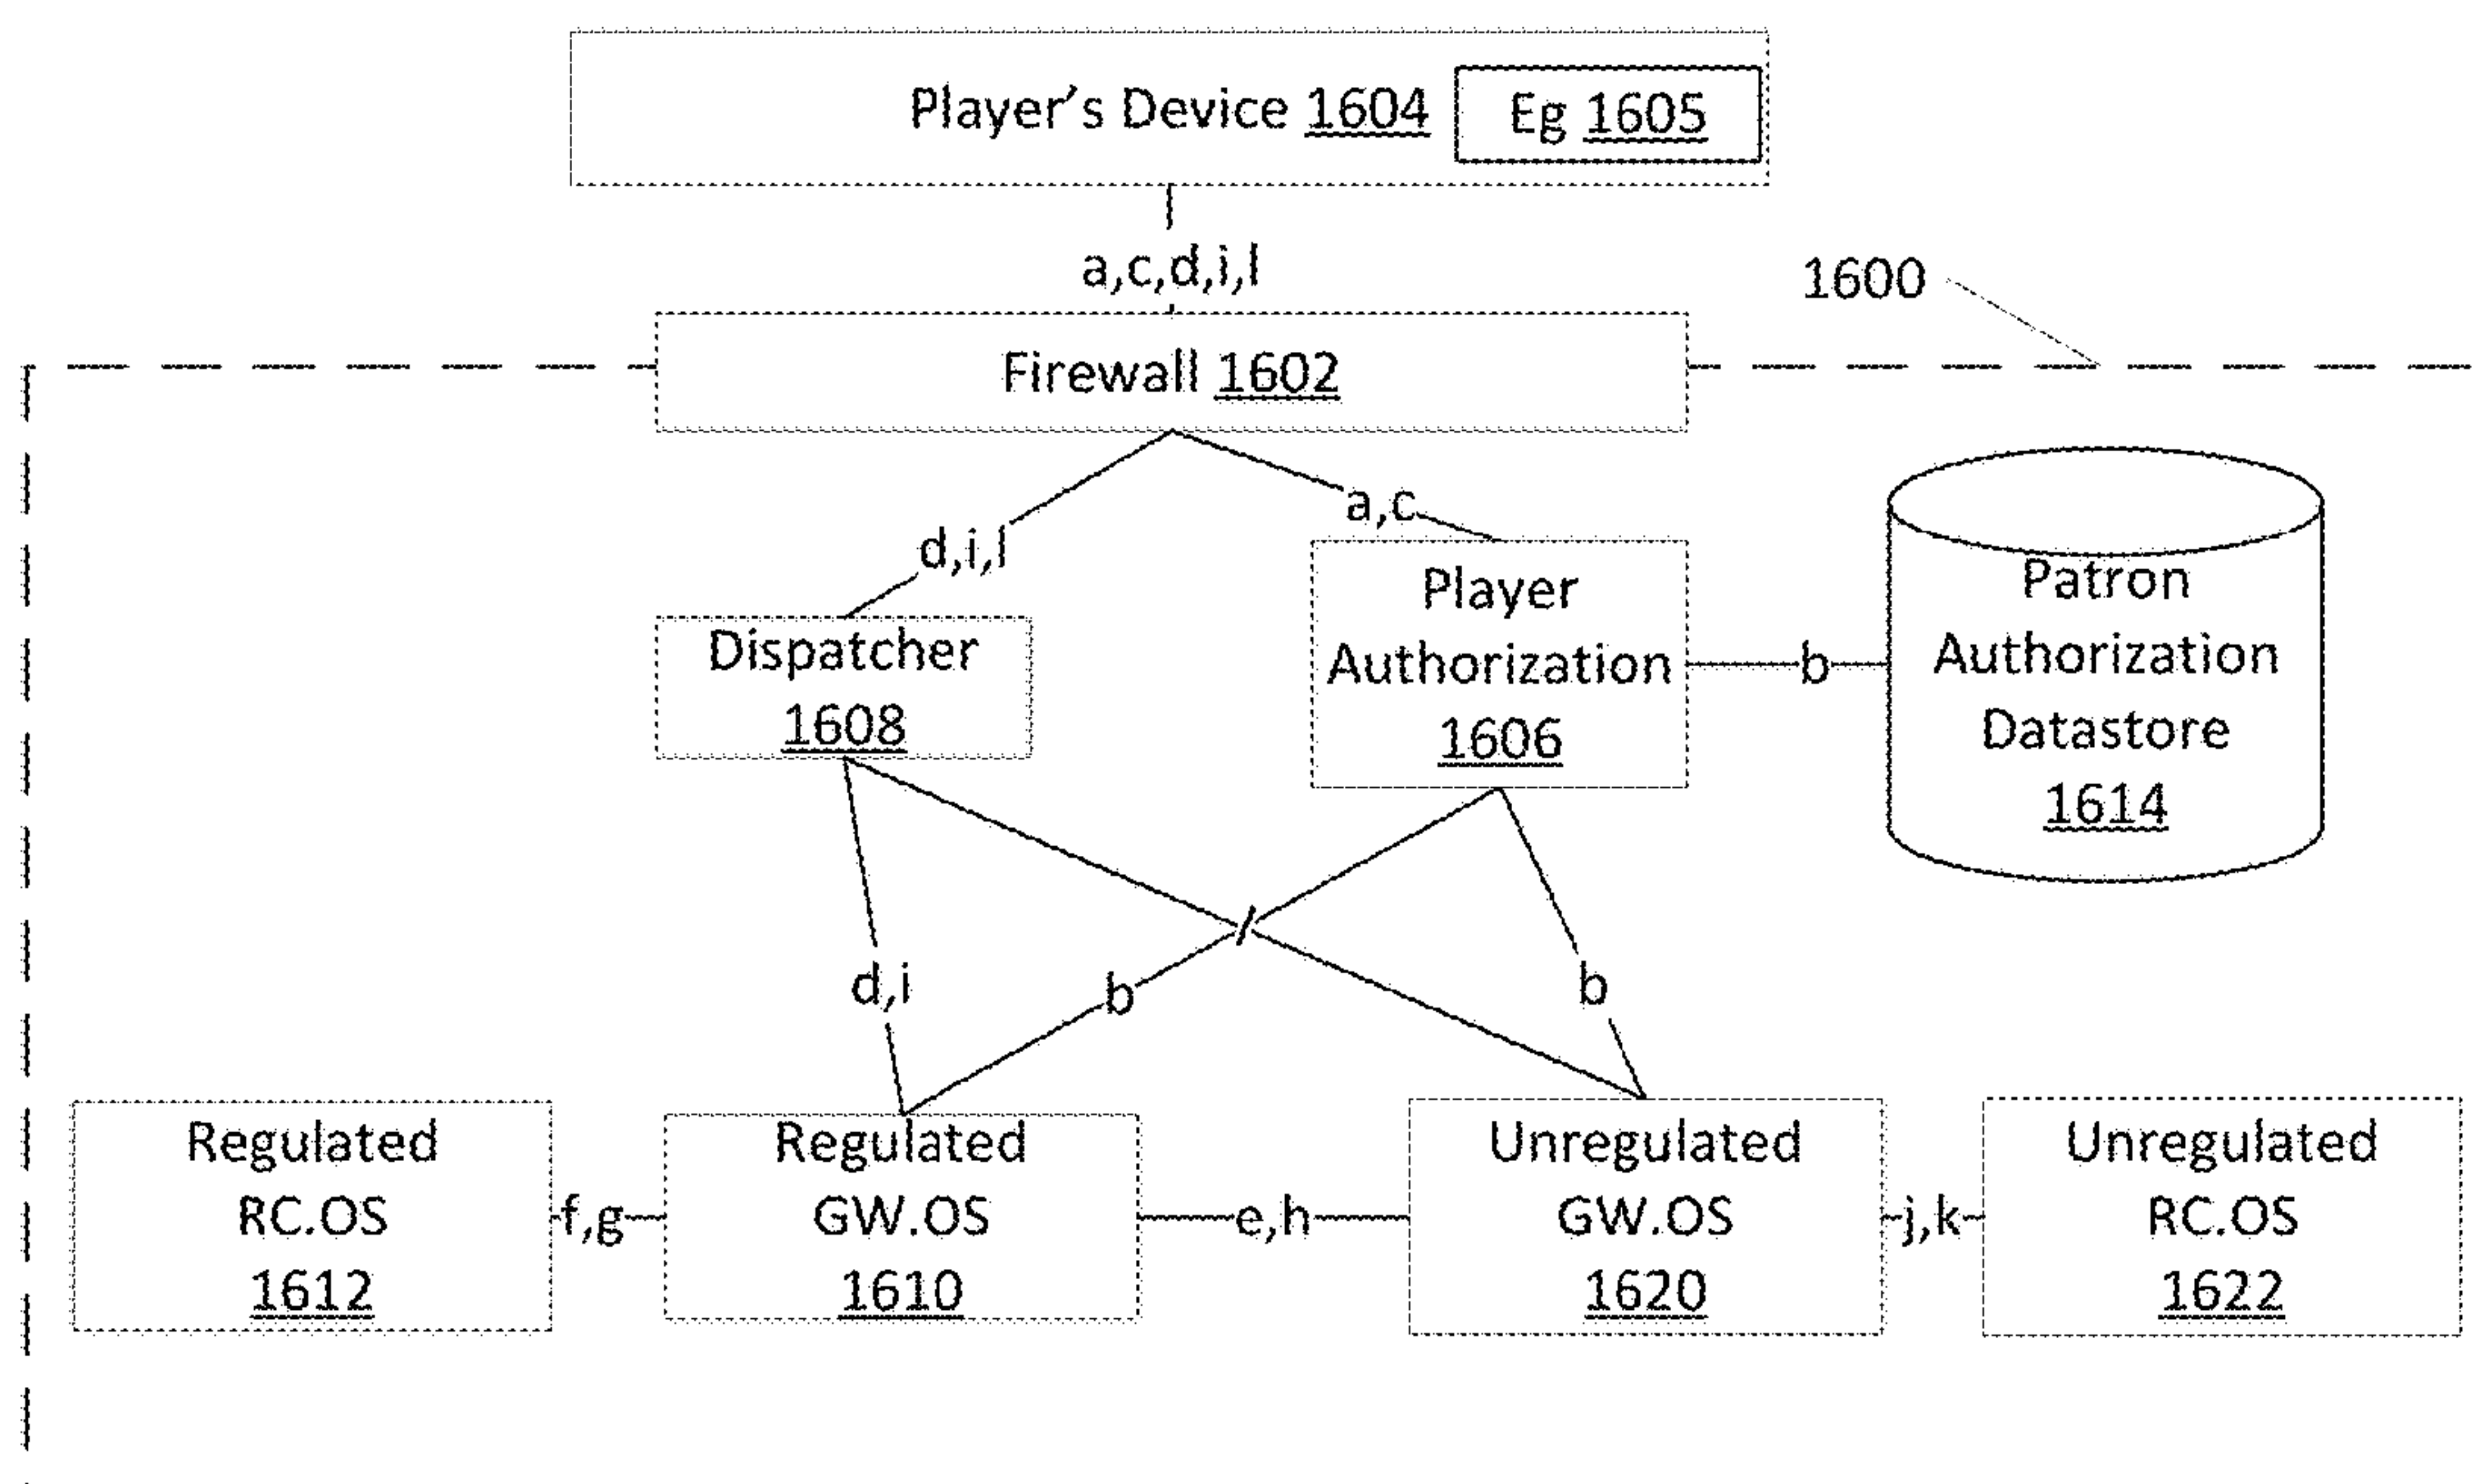 Player's Device 1604
Eg 1605
a,c,d,i,l
1600
Firewall 1602
a,c
d,i,l
Player
Authorization
1606
Patron
Authorization
Datastore
1614
b
Dispatcher
1608
l
d,i
b
b
Regulated
RC.OS
1612
f,g
Regulated
GW.OS
1610
e,h
Unregulated
GW.OS
1620
j,k
Unregulated
RC.OS
1622